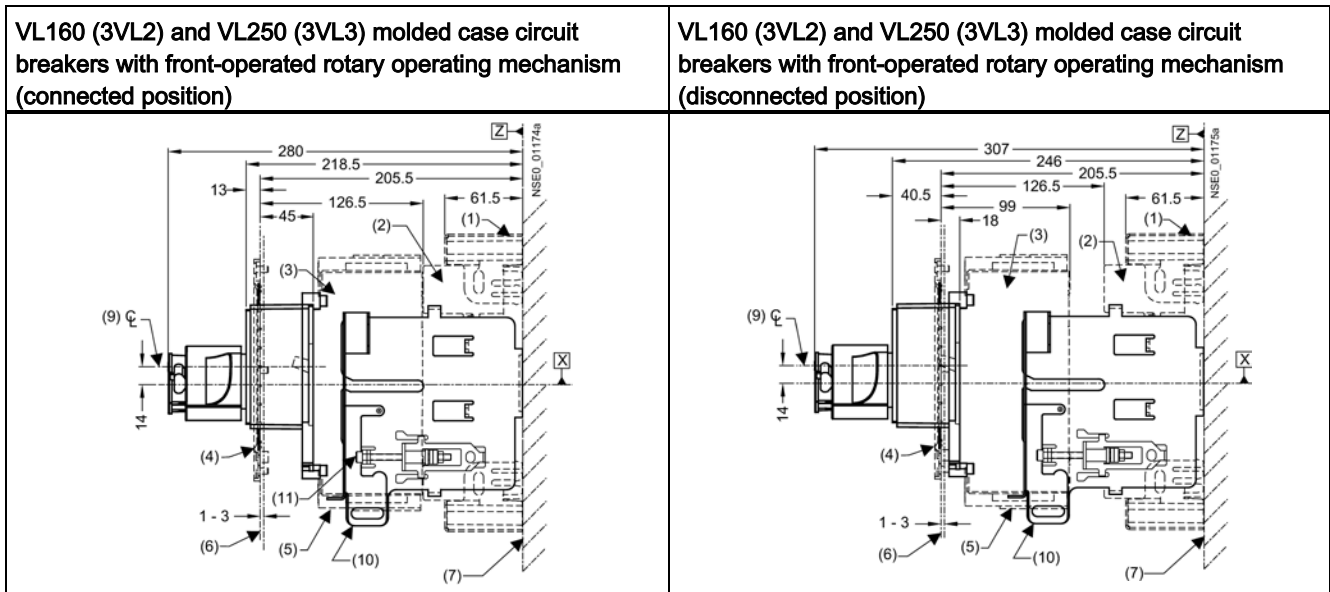 VL160 (3VL2) and VL250 (3VL3) molded case circuit
breakers with front-operated rotary operating mechanism
(connected position)
VL160 (3VL2) and VL250 (3VL3) molded case circuit
breakers with front-operated rotary operating mechanism
(disconnected position)
Z
NSE0_01174a
280
218.5
205.5
13
126.5
61.5
45
(1)
(2)
(3)
(9) ℄
X
14
(4)
(11)
1 - 3
(6)
(5)
(10)
(7)
Z
NSE0_01175a
307
246
205.5
40.5
126.5
61.5
99
18
(1)
(3)
(2)
(9) ℄
X
14
(4)
1 - 3
(6)
(5)
(10)
(7)